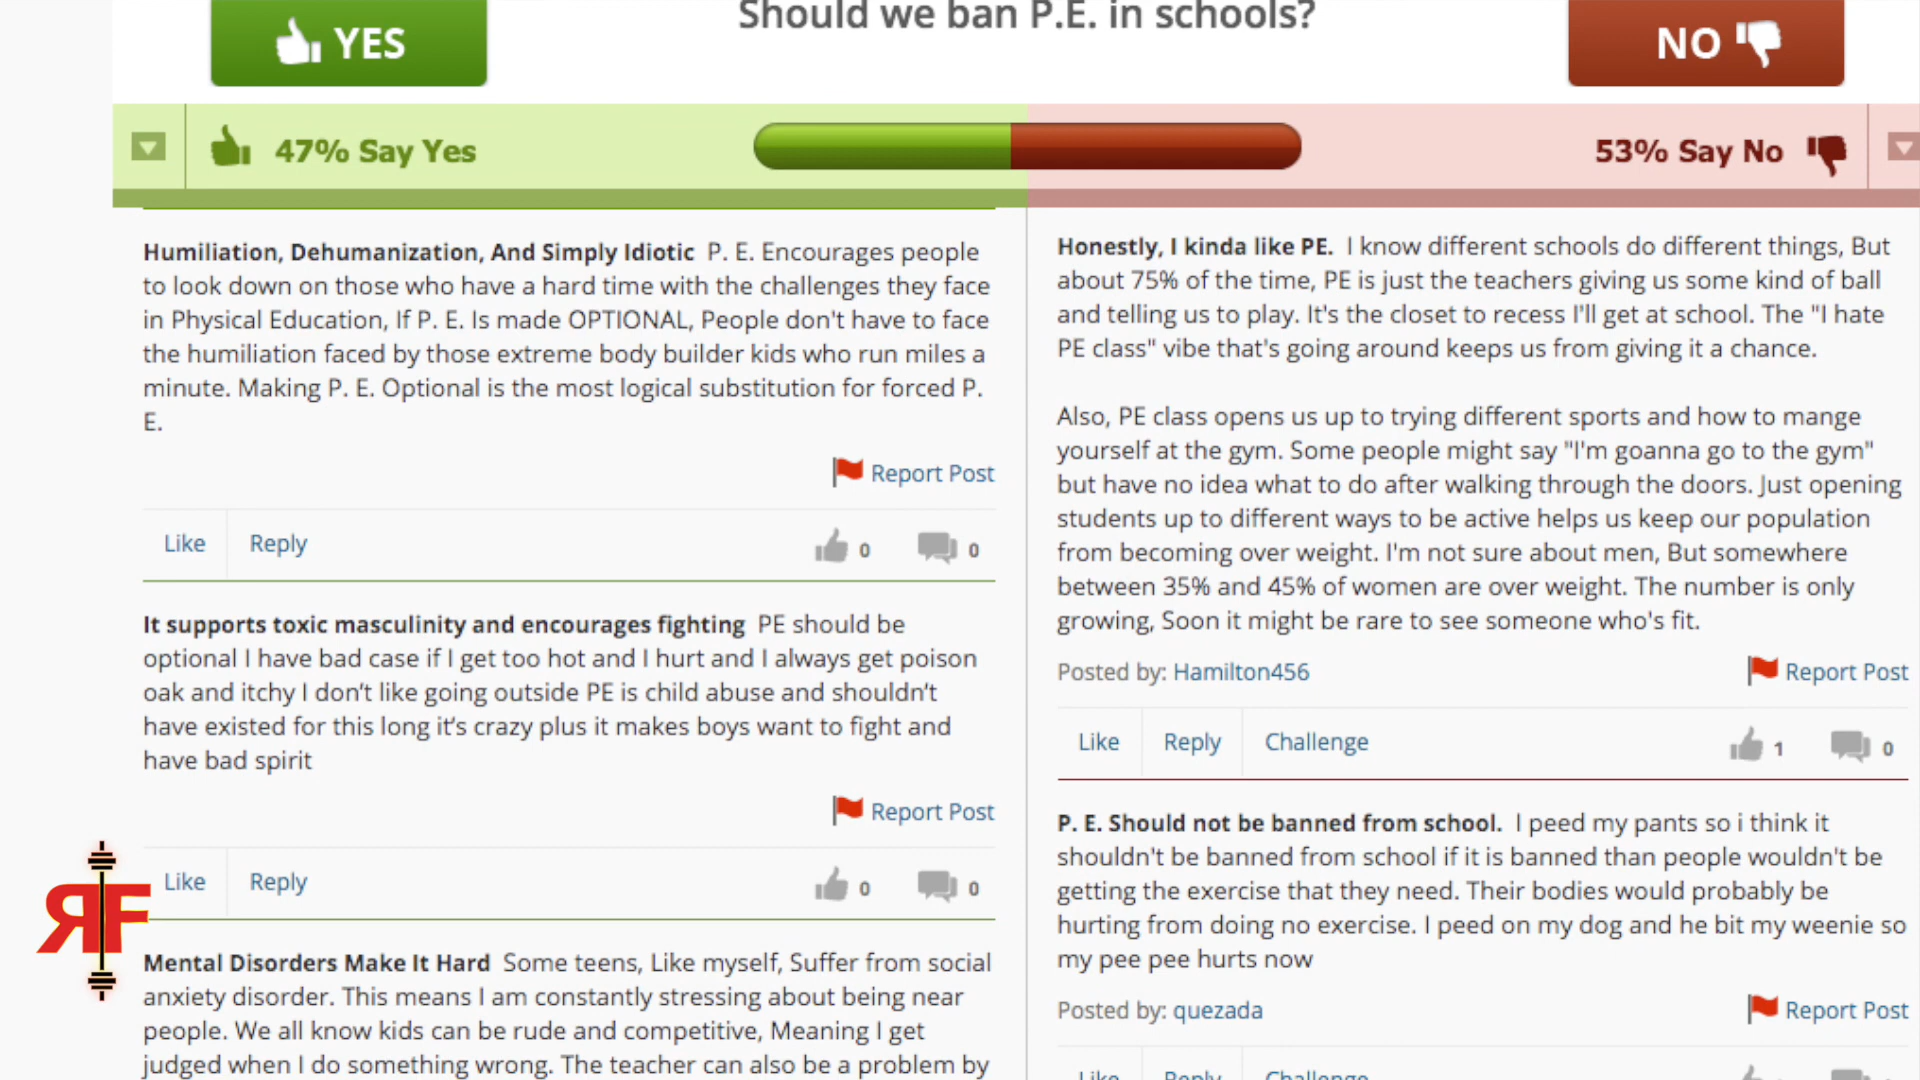 Should we ban P.E. in schools?
YES
NO
47% Say Yes
53% Say No
Humiliation, Dehumanization, And Simply Idiotic P. E. Encourages people
to look down on those who have a hard time with the challenges they face
in Physical Education, If P. E. Is made OPTIONAL, People don't have to face
the humiliation faced by those extreme body builder kids who run miles a
minute. Making P. E. Optional is the most logical substitution for forced P.
E.
Report Post
Like
Reply
0
0
It supports toxic masculinity and encourages fighting PE should be
optional I have bad case if I get too hot and I hurt and I always get poison
oak and itchy I don’t like going outside PE is child abuse and shouldn’t
have existed for this long it’s crazy plus it makes boys want to fight and
have bad spirit
Report Post
Like
Reply
0
0
Mental Disorders Make It Hard Some teens, Like myself, Suffer from social
anxiety disorder. This means I am constantly stressing about being near
people. We all know kids can be rude and competitive, Meaning I get
judged when I do something wrong. The teacher can also be a problem by
Honestly, I kinda like PE. I know different schools do different things, But
about 75% of the time, PE is just the teachers giving us some kind of ball
and telling us to play. It's the closet to recess I'll get at school. The "I hate
PE class" vibe that's going around keeps us from giving it a chance.
Also, PE class opens us up to trying different sports and how to mange
yourself at the gym. Some people might say "I'm goanna go to the gym"
but have no idea what to do after walking through the doors. Just opening
students up to different ways to be active helps us keep our population
from becoming over weight. I'm not sure about men, But somewhere
between 35% and 45% of women are over weight. The number is only
growing, Soon it might be rare to see someone who's fit.
Posted by: Hamilton456
Report Post
Like
Reply
Challenge
1
0
P. E. Should not be banned from school. I peed my pants so i think it
shouldn't be banned from school if it is banned than people wouldn't be
getting the exercise that they need. Their bodies would probably be
hurting from doing no exercise. I peed on my dog and he bit my weenie so
my pee pee hurts now
Posted by: quezada
Report Post
Like
Reply
Challenge
RF